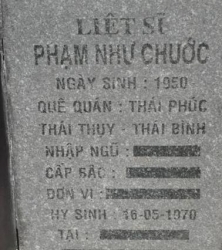 LIỆT SĨ
PHẠM NHƯ CHUỐC
NGÀY SINH : 1950
QUÊ QUÁN : THÁI PHÚC
THÁI THỤY - THÁI BÌNH
NHẬP NGŨ :
CẤP BẬC :
ĐƠN VỊ :
HY SINH - 16-05-1970
TẠI :